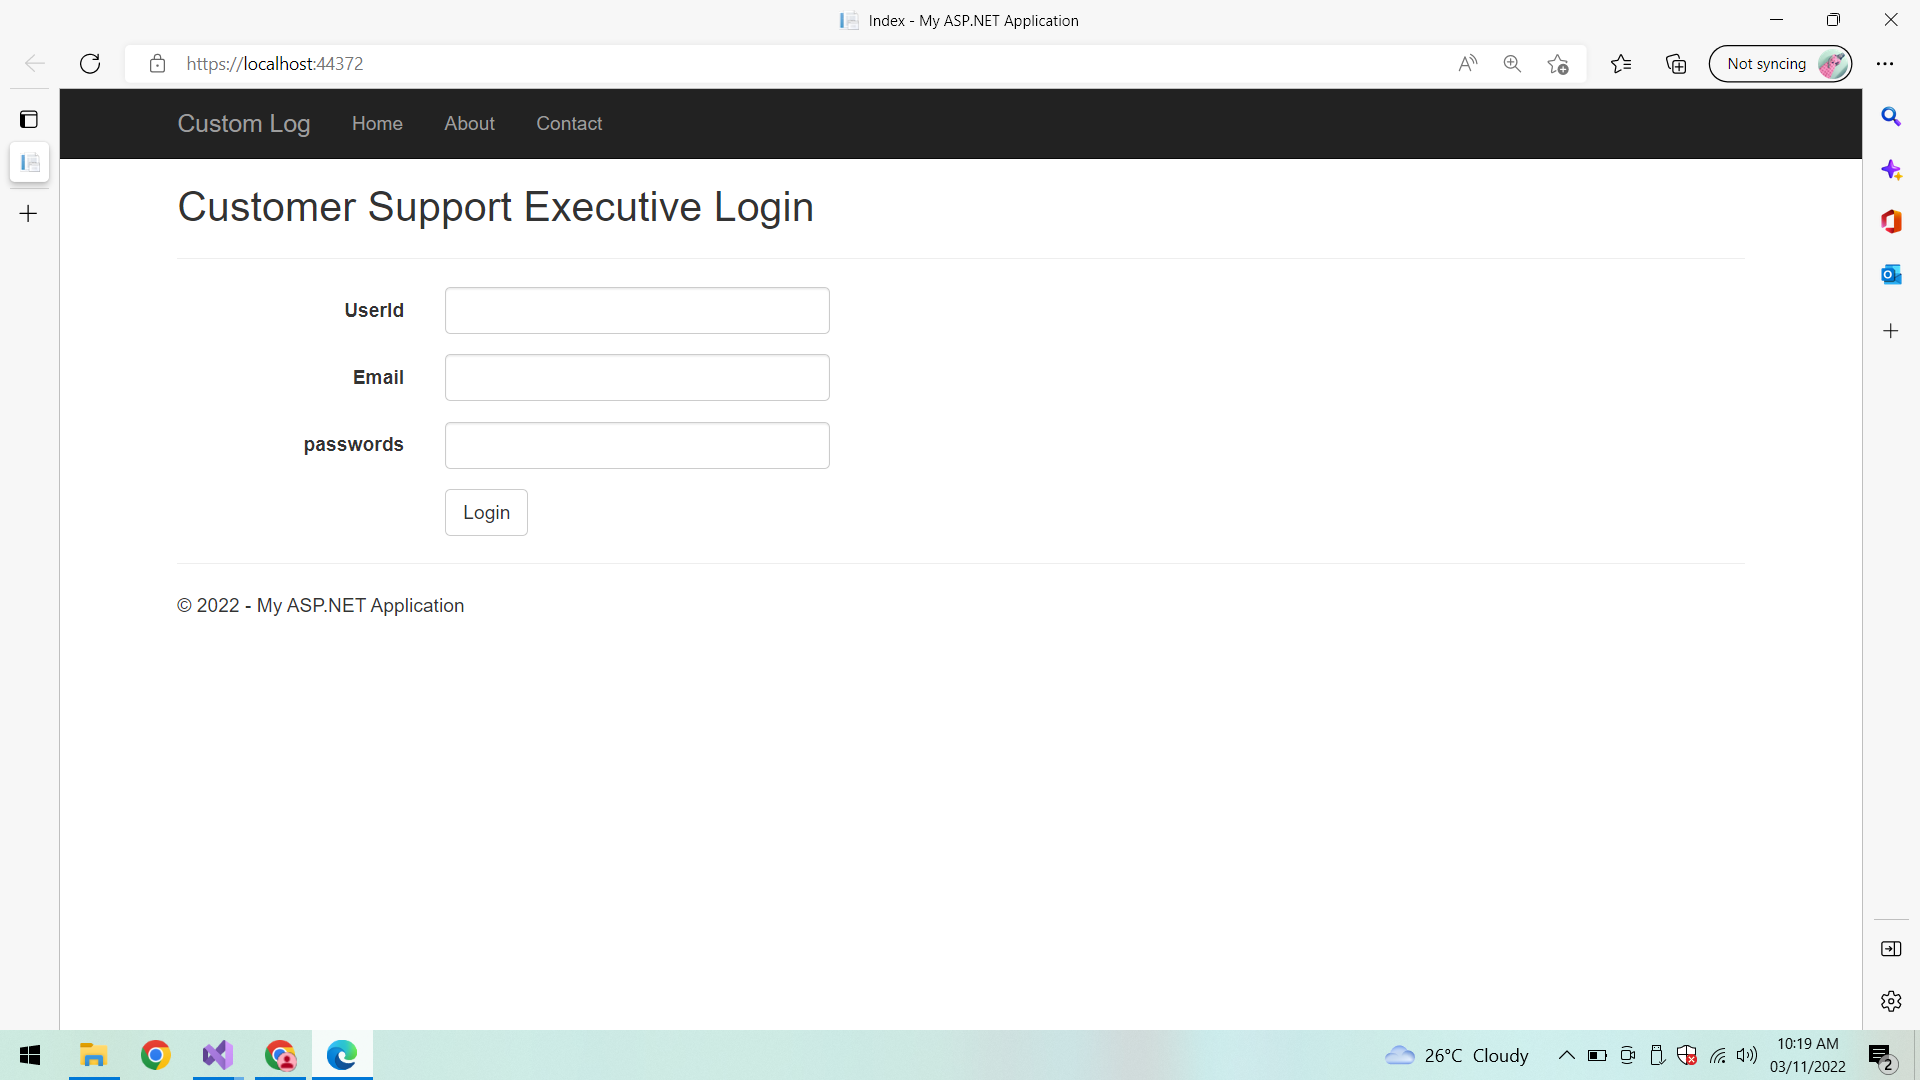 Index - My ASP.NET Application
https://localhost:44372
Not syncing
Custom Log Home About Contact
Customer Support Executive Login
UserId
Email
passwords
Login
© 2022 - My ASP.NET Application
26°C Cloudy
10:19 AM
03/11/2022
2